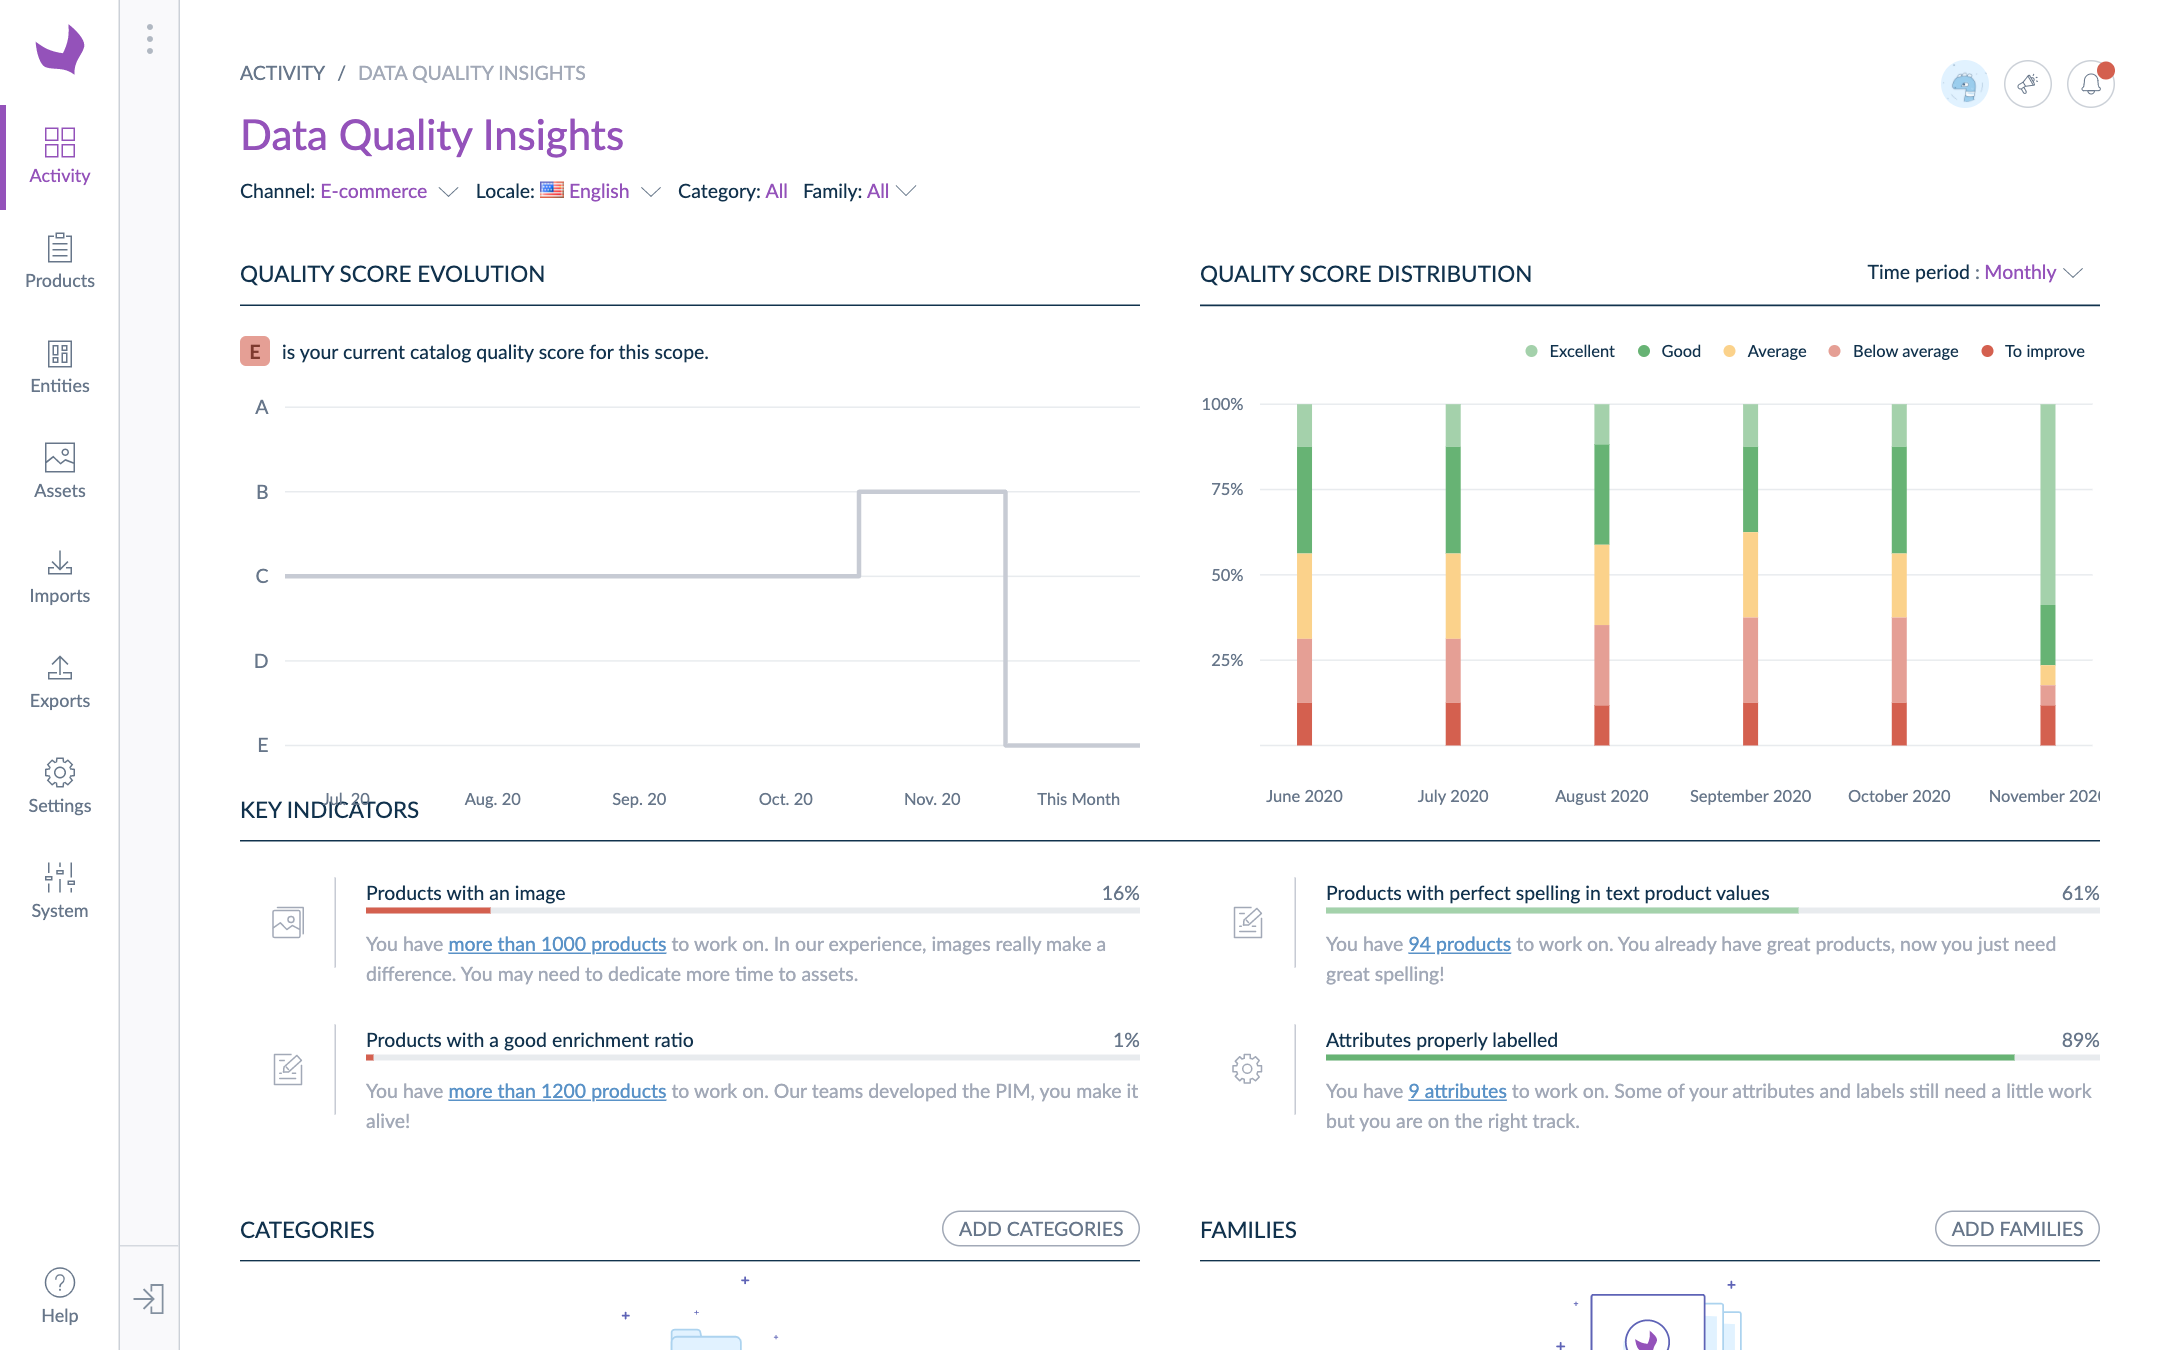 ACTIVITY / DATA QUALITY INSIGHTS
Data Quality Insights
Channel: E-commerce Locale: English Category: All Family: All
Activity
Products
Entities
Assets
Imports
Exports
Settings
System
Help
QUALITY SCORE EVOLUTION
E is your current catalog quality score for this scope.
A
B
C
D
E
Jul. 20 Aug. 20 Sep. 20 Oct. 20 Nov. 20 This Month
QUALITY SCORE DISTRIBUTION
Time period : Monthly
Excellent Good Average Below average To improve
100%
75%
50%
25%
June 2020 July 2020 August 2020 September 2020 October 2020 November 202
KEY INDICATORS
Products with an image 16%
You have more than 1000 products to work on. In our experience, images really make a
difference. You may need to dedicate more time to assets.
Products with perfect spelling in text product values 61%
You have 94 products to work on. You already have great products, now you just need
great spelling!
Products with a good enrichment ratio 1%
You have more than 1200 products to work on. Our teams developed the PIM, you make it
alive!
Attributes properly labelled 89%
You have 9 attributes to work on. Some of your attributes and labels still need a little work
but you are on the right track.
CATEGORIES
ADD CATEGORIES
FAMILIES
ADD FAMILIES